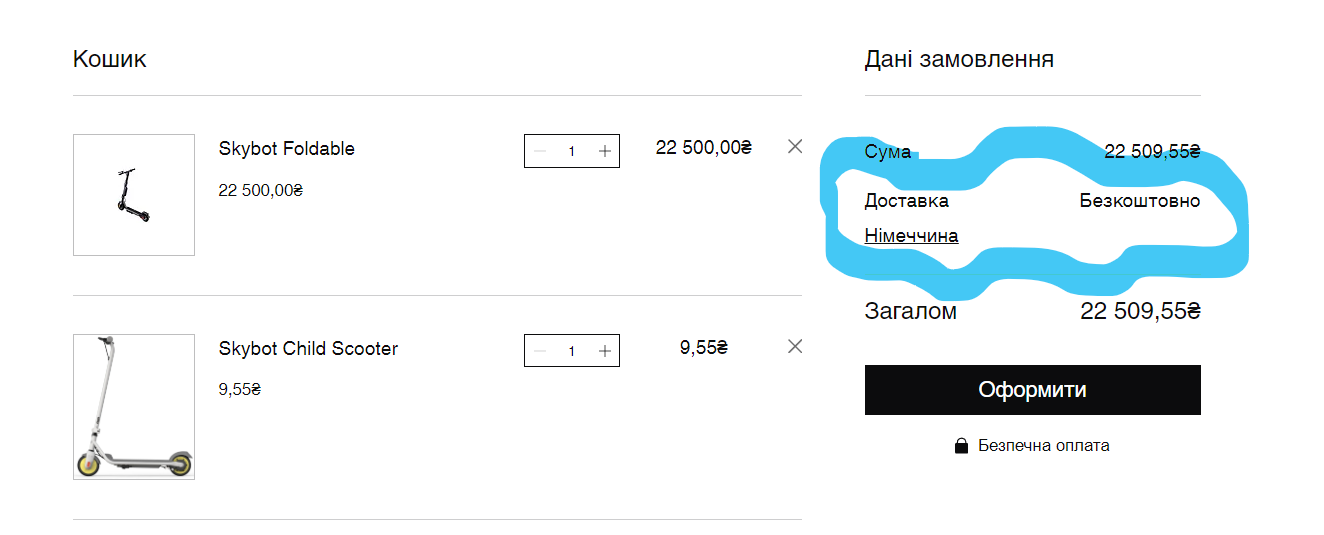 Кошик
Skybot Foldable
1
22 500,00₴
22 500,00₴
Skybot Child Scooter
1
9,55₴
9,55₴
Дані замовлення
Сума 22 509,55₴
Доставка Безкоштовно
Німеччина
Загалом 22 509,55₴
Оформити
Безпечна оплата